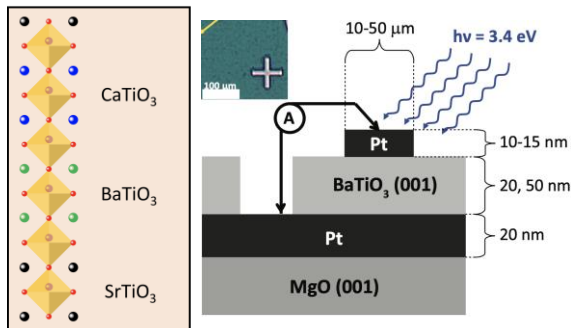 CaTiO₃
BaTiO₃
SrTiO₃
100 µm
10-50 µm
hν = 3.4 eV
A
Pt
10-15 nm
BaTiO₃ (001)
20, 50 nm
Pt
20 nm
MgO (001)